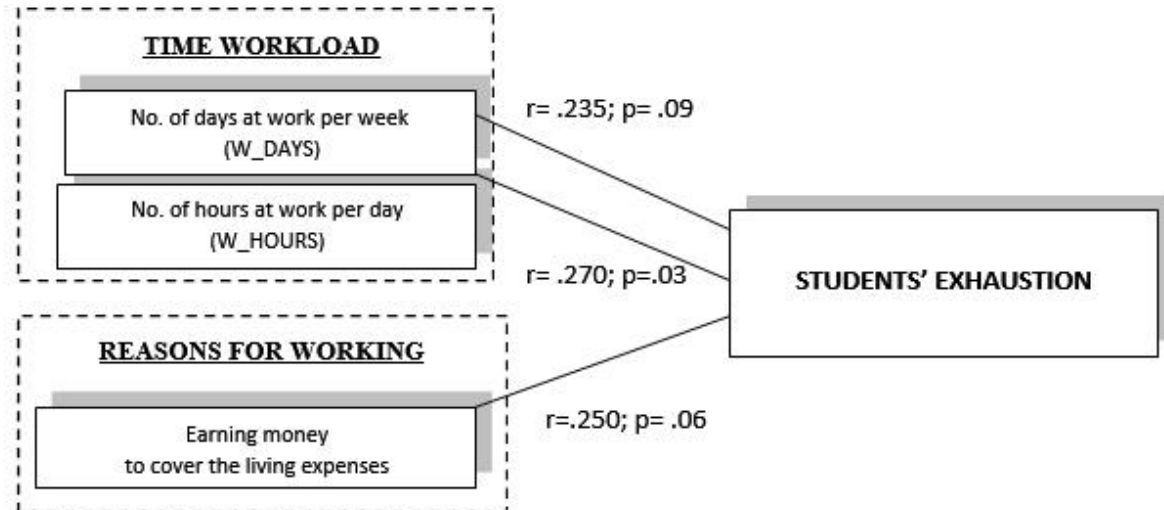 TIME WORKLOAD
No. of days at work per week
(W_DAYS)
No. of hours at work per day
(W_HOURS)
r= .235; p= .09
r= .270; p=.03
STUDENTS’ EXHAUSTION
REASONS FOR WORKING
Earning money
to cover the living expenses
r=.250; p= .06